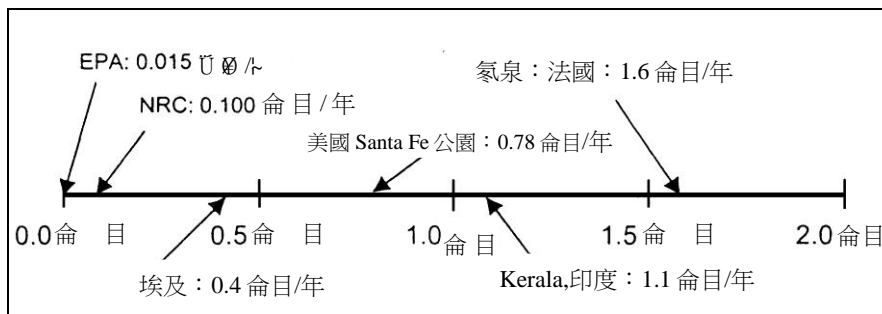 EPA: 0.015
氡泉：法國：1.6 侖目/年
NRC: 0.100 侖目/年
美國 Santa Fe 公園：0.78 侖目/年
0.0 侖目 0.5 侖目 1.0 侖目 1.5 侖目 2.0 侖目
埃及：0.4 侖目/年
Kerala,印度：1.1 侖目/年